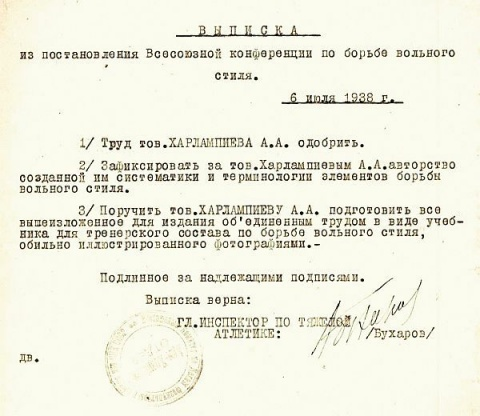 ВЫПИСКА
из постановления Всесоюзной конференции по борьбе вольного
стиля.
6 июля 1938 г.
1/ Труд тов.ХАРЛАМПИЕВА А.А. одобрить.
2/ Зафиксировать за тов.Харлампиевым А.А.авторство
созданной им систематики и терминологии элементов борьбы
вольного стиля.
3/ Поручить тов.ХАРЛАМПИЕВУ А.А. подготовить все
вышеизложенное для издания об'единенным трудом в виде учеб-
ника для тренерского состава по борьбе вольного стиля,
обильно иллюстрированного фотографиями.-
Подлинное за надлежащими подписями.
Выписка верна:
ГЛ.ИНСПЕКТОР ПО ТЯЖЕЛОЙ
АТЛЕТИКЕ:
/Бухаров/
дв.